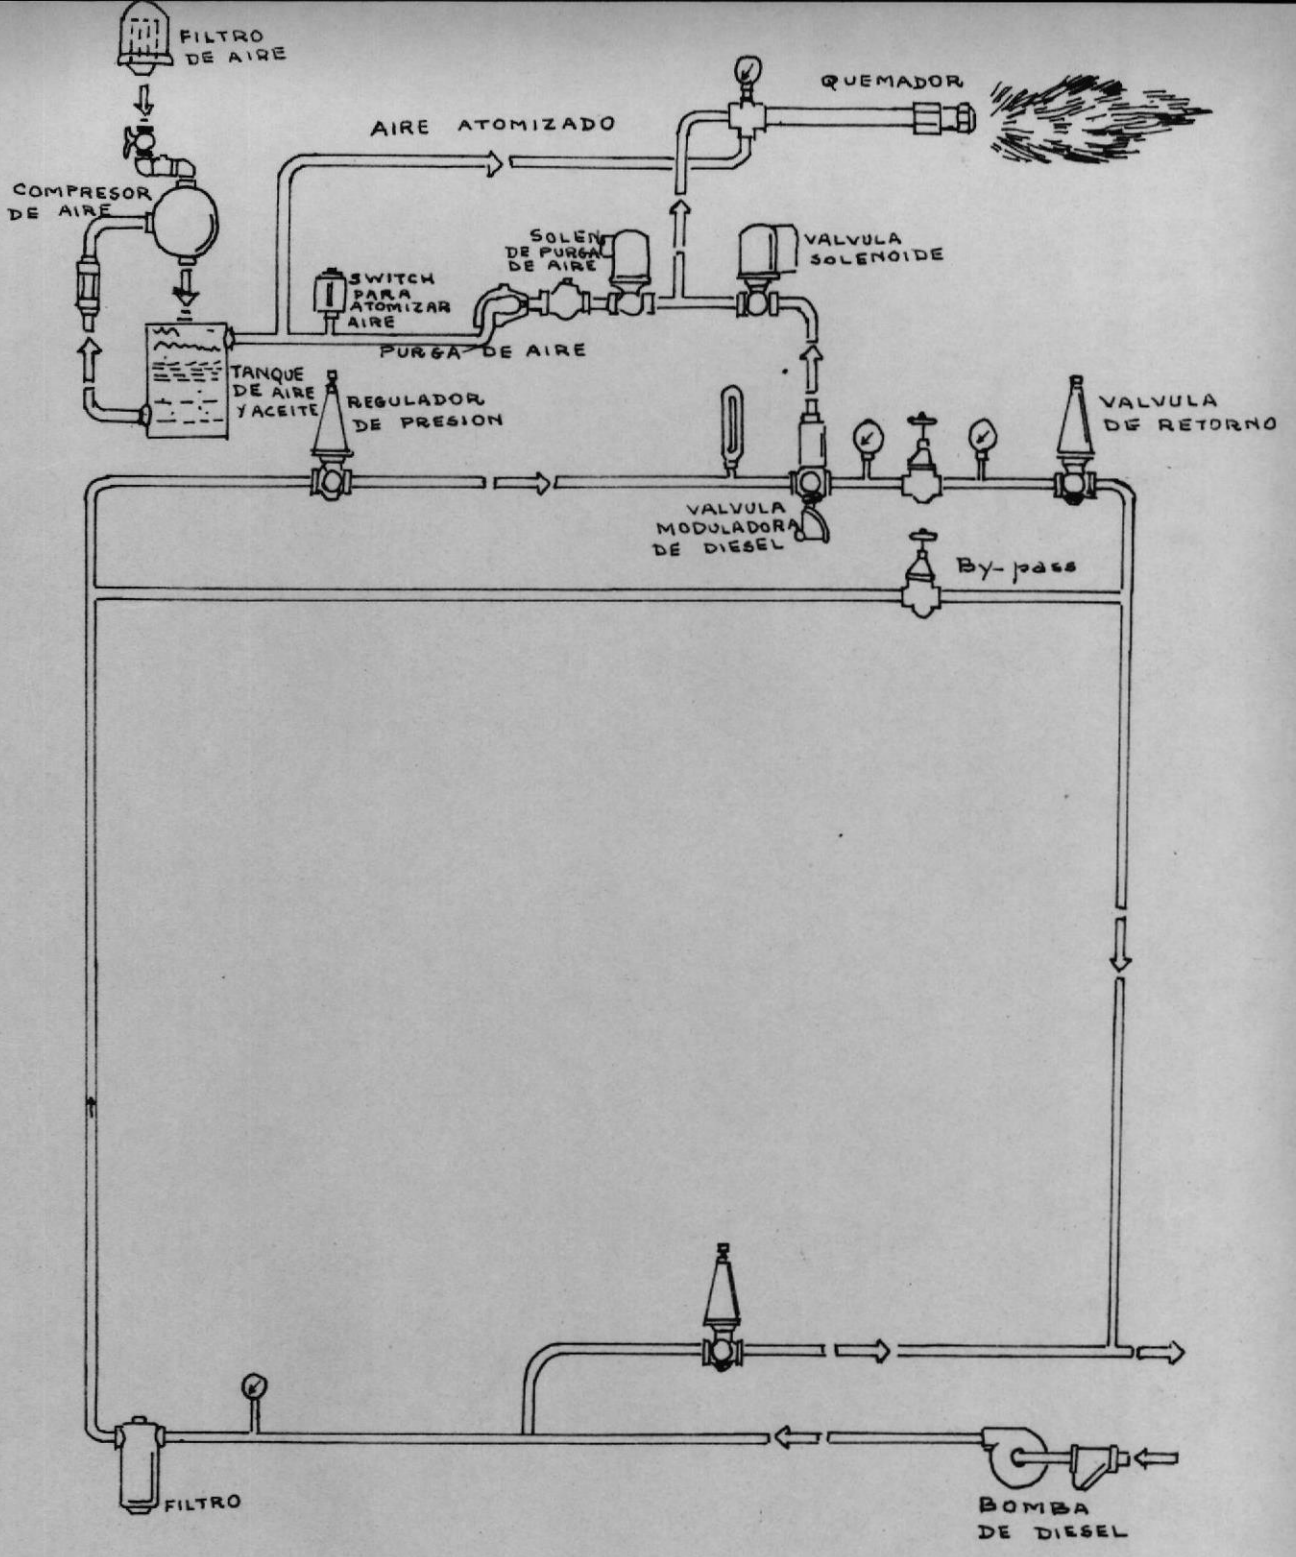 FILTRO
DE AIRE
QUEMADOR
AIRE ATOMIZADO
COMPRESOR
DE AIRE
SOLEN
DE PURGA
DE AIRE
VALVULA
SOLENOIDE
SWITCH
PARA
ATOMIZAR
AIRE
PURGA DE AIRE
TANQUE
DE AIRE
Y ACEITE
REGULADOR
DE PRESION
VALVULA
DE RETORNO
VALVULA
MODULADORA
DE DIESEL
By-pass
FILTRO
BOMBA
DE DIESEL